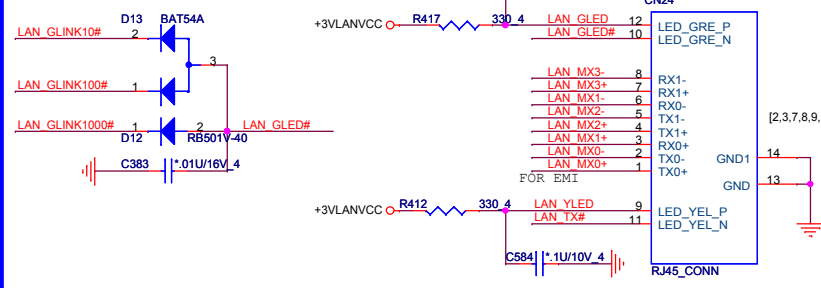 D13 BAT54A
LAN_GLINK10# 2
3
LAN_GLINK100# 1
LAN_GLINK1000# 1 2 LAN_GLED#
D12 RB501V-40
C383 *.01U/16V_4
+3VLANVCC R417 330_4 LAN_GLED 12 LED_GRE_P
LAN_GLED# 10 LED_GRE_N
CN24
LAN_MX3- 8 RX1-
LAN_MX3+ 7 RX1+
LAN_MX1- 6 RX0-
LAN_MX2- 5 TX1-
LAN_MX2+ 4 TX1+
LAN_MX1+ 3 RX0+
LAN_MX0- 2 TX0-
LAN_MX0+ 1 TX0+
FOR EMI
GND1 14
GND 13
[2,3,7,8,9,
+3VLANVCC R412 330_4 LAN_YLED 9 LED_YEL_P
LAN_TX# 11 LED_YEL_N
C584 *.1U/10V_4
RJ45_CONN